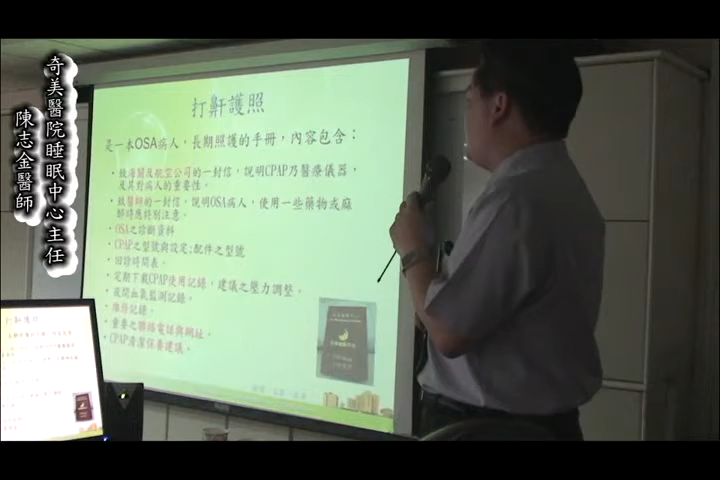 奇美醫院睡眠中心主任
陳志金醫師
打鼾護照
是一本OSA病人，長期照護的手冊，內容包含：
致海關及航空公司的一封信，說明CPAP乃醫療儀器，
及其對病人的重要性。
致醫師的一封信，說明OSA病人，使用一些藥物或麻
醉時應特別注意。
OSA之診斷資料
CPAP之型號與設定;配件之型號
回診時間表。
定期下載CPAP使用記錄，建議之壓力調整。
夜間血氧監測記錄。
維修記錄。
重要之聯絡電話與網址。
CPAP清潔保養建議。
打鼾護照